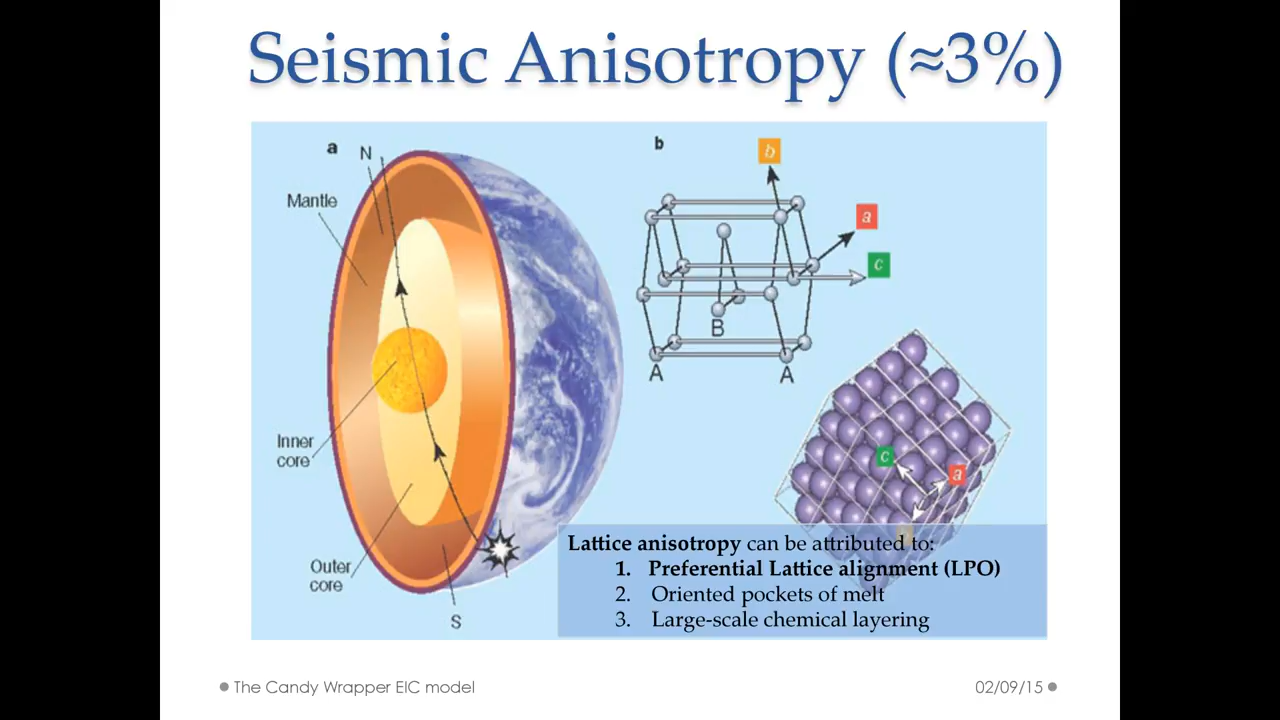 Seismic Anisotropy (≈3%)
a
N
Mantle
Inner
core
Outer
core
S
b
b
a
c
B
A
A
c
a
Lattice anisotropy can be attributed to:
1. Preferential Lattice alignment (LPO)
2. Oriented pockets of melt
3. Large-scale chemical layering
The Candy Wrapper EIC model
02/09/15